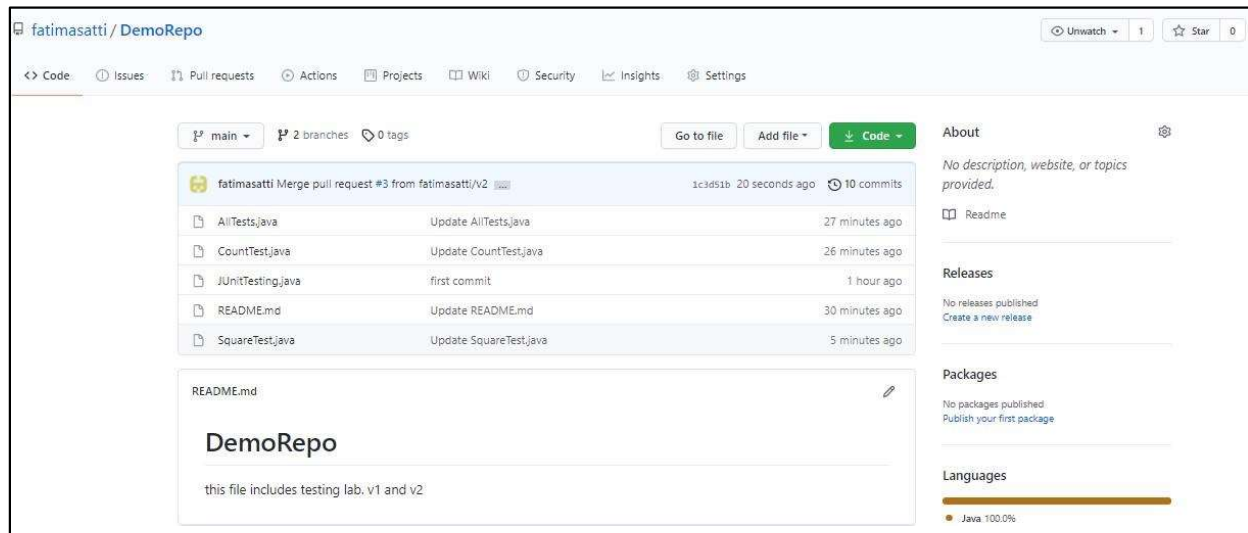 fatimasatti / DemoRepo
Unwatch 1 Star 0
<> Code Issues Pull requests Actions Projects Wiki Security Insights Settings
main 2 branches 0 tags Go to file Add file Code
fatimasatti Merge pull request #3 from fatimasatti/v2 ... 1c3d51b 20 seconds ago 10 commits
AllTests.java Update AllTests.java 27 minutes ago
CountTest.java Update CountTest.java 26 minutes ago
JUnitTesting.java first commit 1 hour ago
README.md Update README.md 30 minutes ago
SquareTest.java Update SquareTest.java 5 minutes ago
README.md
DemoRepo
this file includes testing lab. v1 and v2
About
No description, website, or topics
provided.
Readme
Releases
No releases published
Create a new release
Packages
No packages published
Publish your first package
Languages
Java 100.0%